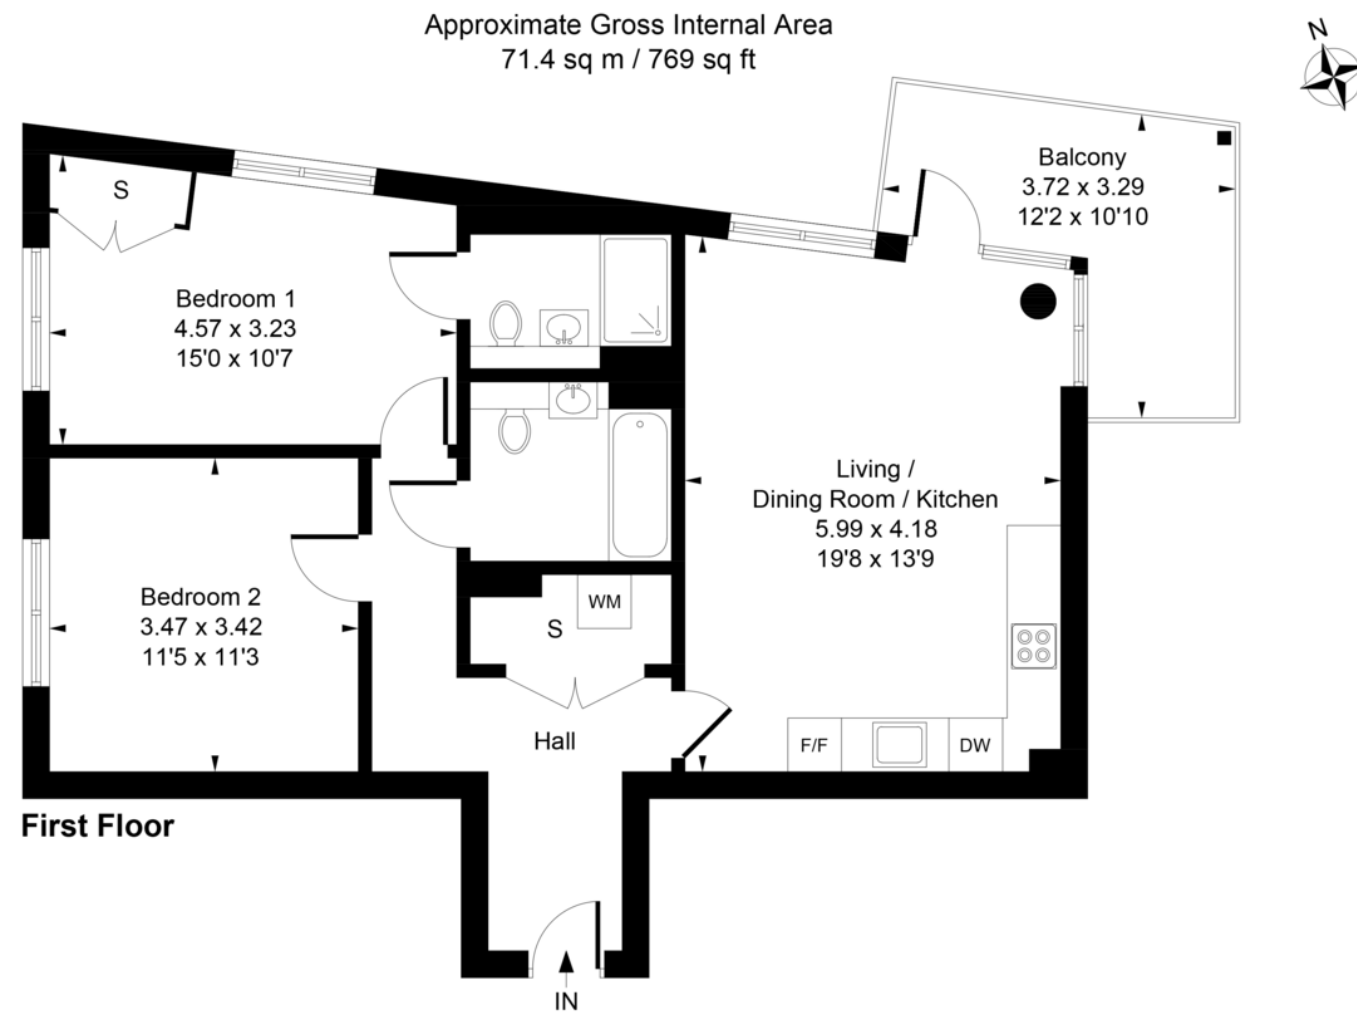 Approximate Gross Internal Area
71.4 sq m / 769 sq ft
N
Balcony
3.72 x 3.29
12'2 x 10'10
S
Bedroom 1
4.57 x 3.23
15'0 x 10'7
Living /
Dining Room / Kitchen
5.99 x 4.18
19'8 x 13'9
Bedroom 2
3.47 x 3.42
11'5 x 11'3
WM
S
Hall
F/F
DW
First Floor
IN